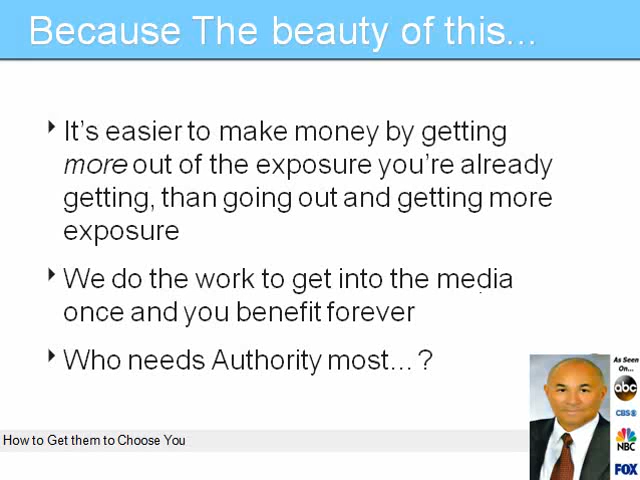 Because The beauty of this...
It's easier to make money by getting
more out of the exposure you're already
getting, than going out and getting more
exposure
We do the work to get into the media
once and you benefit forever
Who needs Authority most... ?
As Seen
On...
abc
CBS
NBC
FOX
How to Get them to Choose You